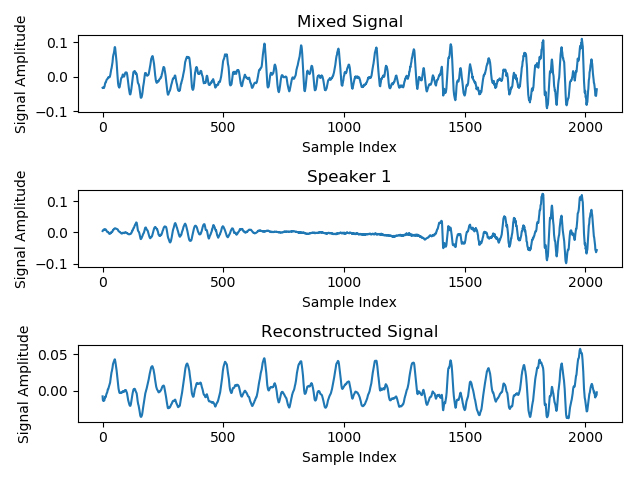 Mixed Signal
Signal Amplitude
0.1
0.0
−0.1
0 500 1000 1500 2000
Sample Index
Speaker 1
Signal Amplitude
0.1
0.0
−0.1
0 500 1000 1500 2000
Sample Index
Reconstructed Signal
Signal Amplitude
0.05
0.00
0 500 1000 1500 2000
Sample Index